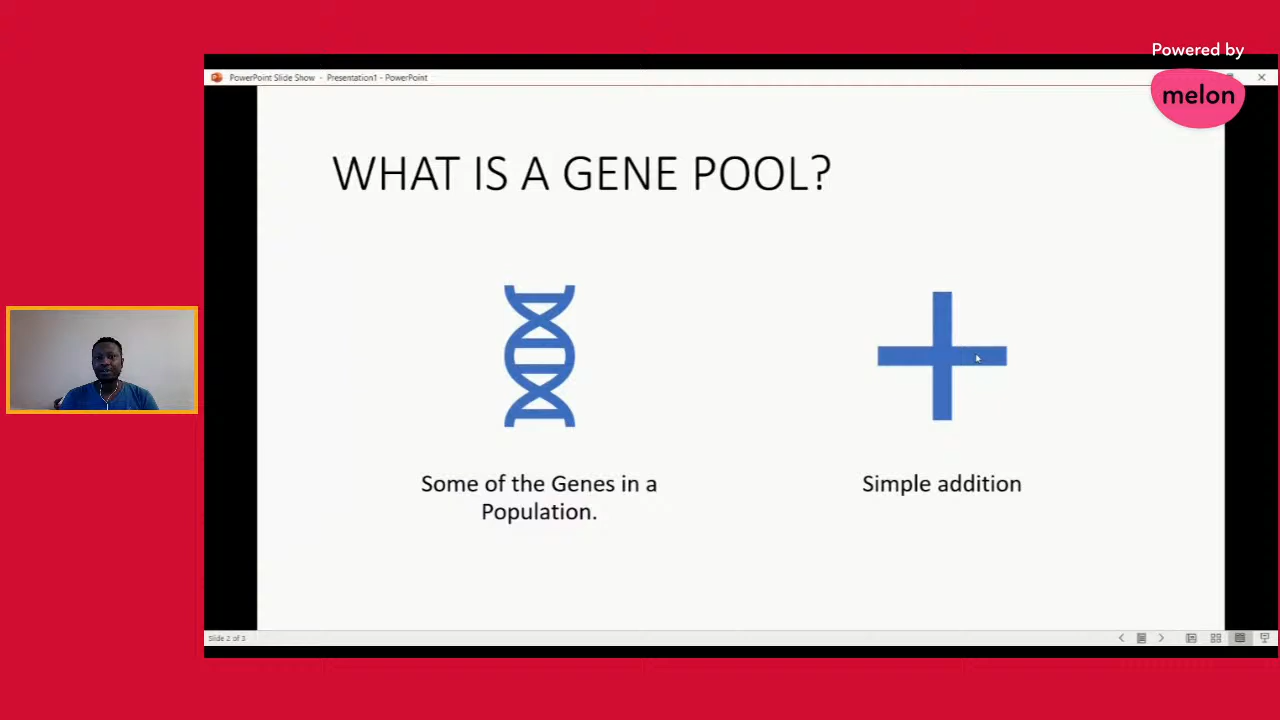 Powered by
melon
PowerPoint Slide Show - Presentation1 - PowerPoint
WHAT IS A GENE POOL?
Some of the Genes in a
Population.
Simple addition
Slide 2 of 3